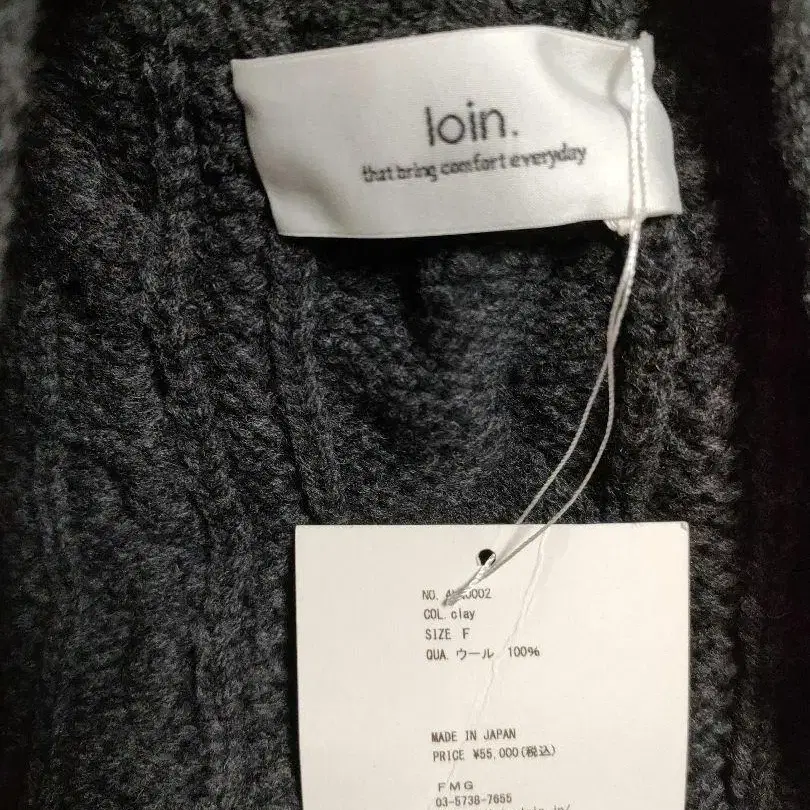 loin.
that bring comfort everyday
NO.
COL. clay
SIZE F
QUA. ウール 100%
MADE IN JAPAN
PRICE ¥55,000(税込)
FMG
03-5738-7655